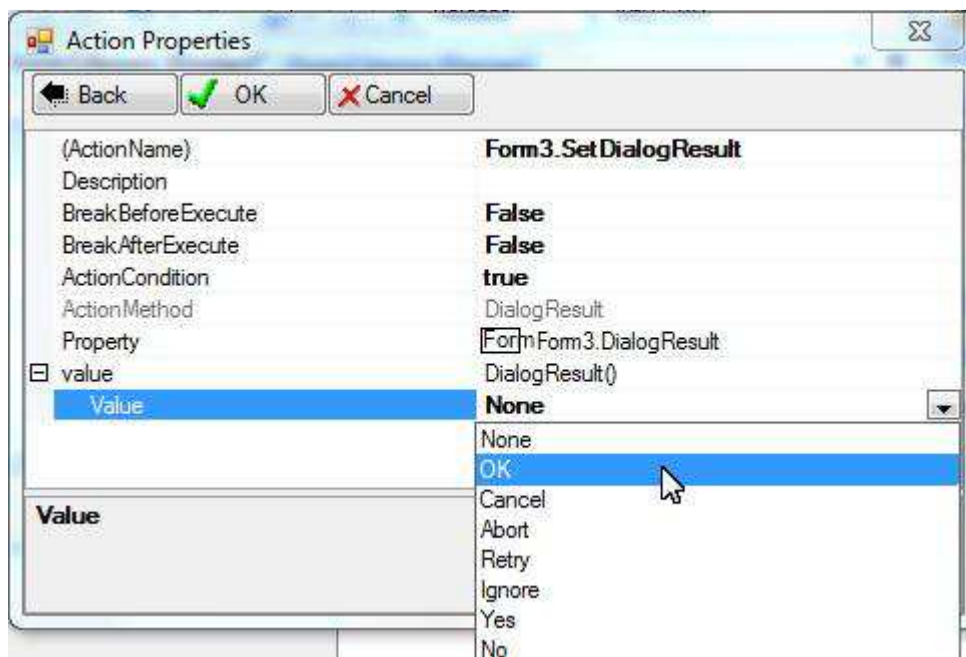 Action Properties
Back OK Cancel
(ActionName) Form3.SetDialogResult
Description
BreakBeforeExecute False
BreakAfterExecute False
ActionCondition true
ActionMethod DialogResult
Property Form Form3.DialogResult
value DialogResult()
Value None
None
OK
Cancel
Value
Abort
Retry
Ignore
Yes
No